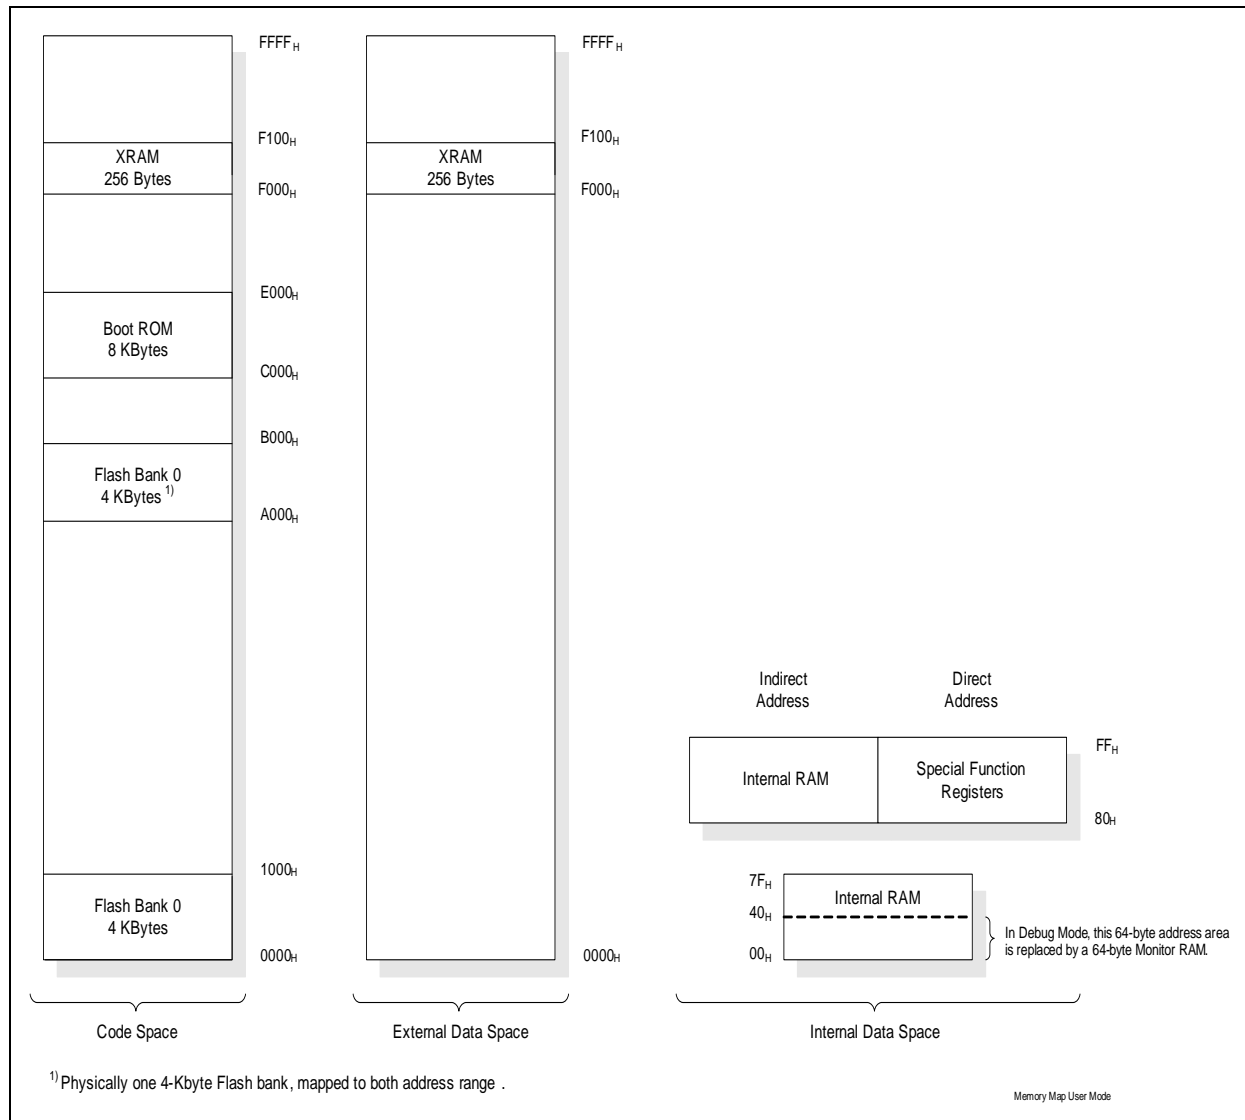 FFFFH
F100H
XRAM
256 Bytes
F000H
E000H
Boot ROM
8 KBytes
C000H
B000H
Flash Bank 0
4 KBytes 1)
A000H
1000H
Flash Bank 0
4 KBytes
0000H
Code Space
FFFFH
F100H
XRAM
256 Bytes
F000H
0000H
External Data Space
Indirect
Address
Direct
Address
Internal RAM
Special Function
Registers
FFH
80H
7FH
Internal RAM
40H
00H
In Debug Mode, this 64-byte address area
is replaced by a 64-byte Monitor RAM.
Internal Data Space
1) Physically one 4-Kbyte Flash bank, mapped to both address range .
Memory Map User Mode